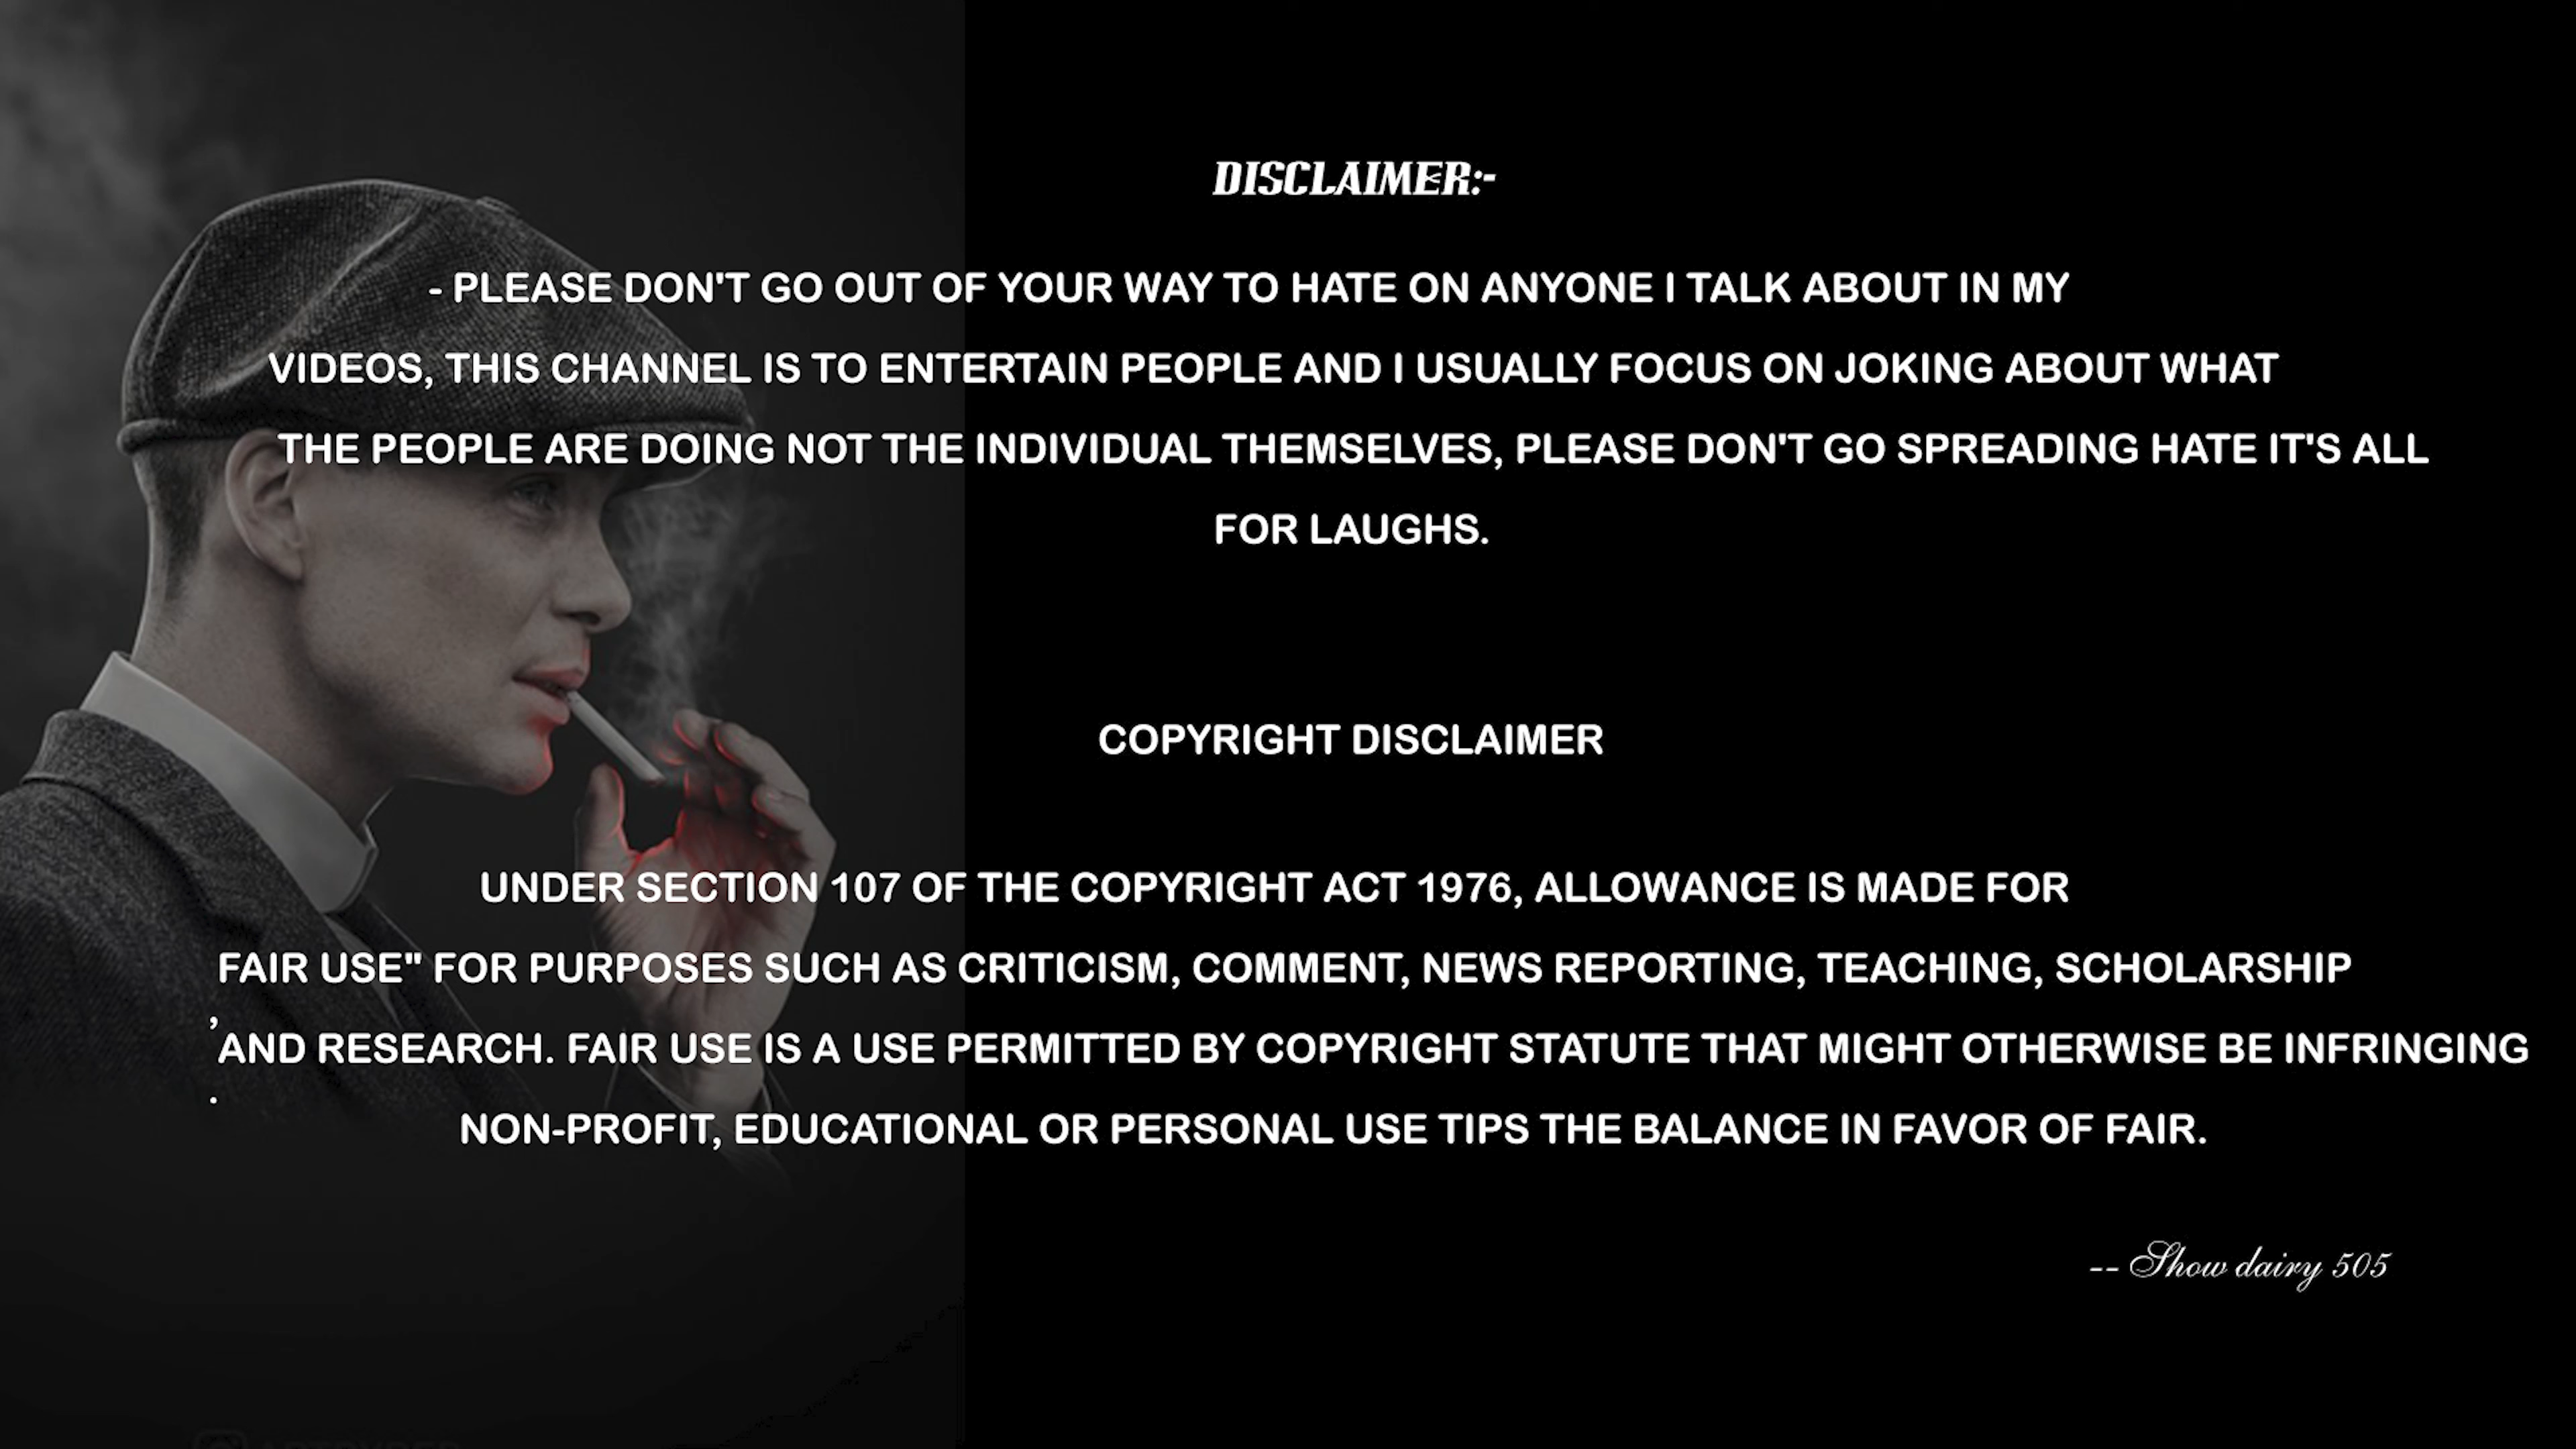 DISCLAIMER:-
- PLEASE DON'T GO OUT OF YOUR WAY TO HATE ON ANYONE I TALK ABOUT IN MY
VIDEOS, THIS CHANNEL IS TO ENTERTAIN PEOPLE AND I USUALLY FOCUS ON JOKING ABOUT WHAT
THE PEOPLE ARE DOING NOT THE INDIVIDUAL THEMSELVES, PLEASE DON'T GO SPREADING HATE IT'S ALL
FOR LAUGHS.
COPYRIGHT DISCLAIMER
UNDER SECTION 107 OF THE COPYRIGHT ACT 1976, ALLOWANCE IS MADE FOR
FAIR USE" FOR PURPOSES SUCH AS CRITICISM, COMMENT, NEWS REPORTING, TEACHING, SCHOLARSHIP
,
AND RESEARCH. FAIR USE IS A USE PERMITTED BY COPYRIGHT STATUTE THAT MIGHT OTHERWISE BE INFRINGING
.
NON-PROFIT, EDUCATIONAL OR PERSONAL USE TIPS THE BALANCE IN FAVOR OF FAIR.
-- Show dairy 505